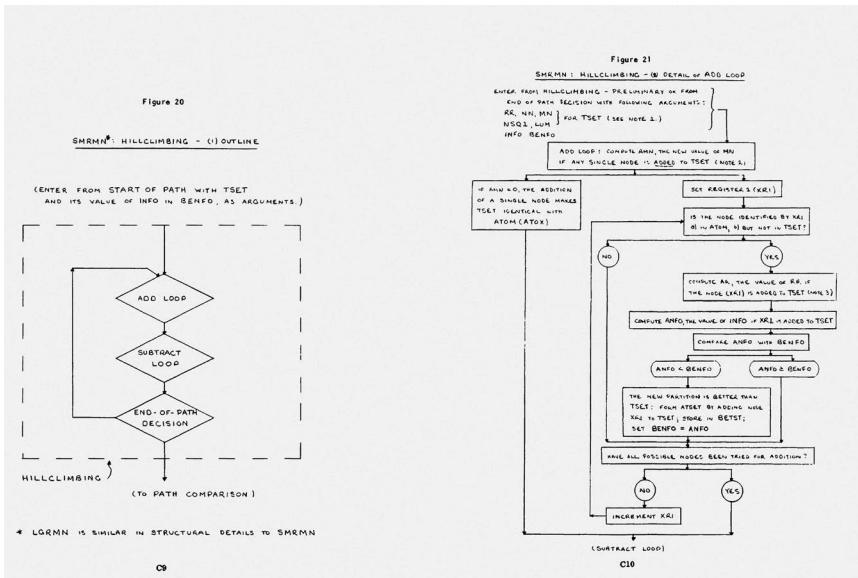 Figure 20
SMRMN*: HILLCLIMBING - (1) OUTLINE
(ENTER FROM START OF PATH WITH TSET
AND ITS VALUE OF INFO IN BENFO, AS ARGUMENTS.)
ADD LOOP
SUBTRACT
LOOP
END-OF-PATH
DECISION
HILLCLIMBING
(TO PATH COMPARISON)
* LGRMN IS SIMILAR IN STRUCTURAL DETAILS TO SMRMN
C9
Figure 21
SMRMN: HILLCLIMBING - (2) DETAIL OF ADD LOOP
ENTER FROM HILLCLIMBING - PRELIMINARY OR FROM
END OF PATH DECISION WITH FOLLOWING ARGUMENTS:
RR, NN, MN
NSQ1, LUM
FOR TSET (SEE NOTE 1.)
INFO BENFO
ADD LOOP: COMPUTE AMN, THE NEW VALUE OF MN
IF ANY SINGLE NODE IS ADDED TO TSET (NOTE 2)
IF AMN = 0, THE ADDITION
OF A SINGLE NODE MAKES
TSET IDENTICAL WITH
ATOM (ATOX)
SET REGISTER 1 (XR1)
IS THE NODE IDENTIFIED BY XR1
a) IN ATOM, b) BUT NOT IN TSET?
NO
YES
COMPUTE AR, THE VALUE OF RR IF
THE NODE (XR1) IS ADDED TO TSET (NOTE 3)
COMPUTE ANFO, THE VALUE OF INFO IF XR1 IS ADDED TO TSET
COMPARE ANFO WITH BENFO
ANFO < BENFO
ANFO ≥ BENFO
THE NEW PARTITION IS BETTER THAN
TSET: FORM ATSET BY ADDING NODE
XR1 TO TSET; STORE IN BETST;
SET BENFO = ANFO
HAVE ALL POSSIBLE NODES BEEN TRIED FOR ADDITION?
NO
YES
INCREMENT XR1
(SUBTRACT LOOP)
C10